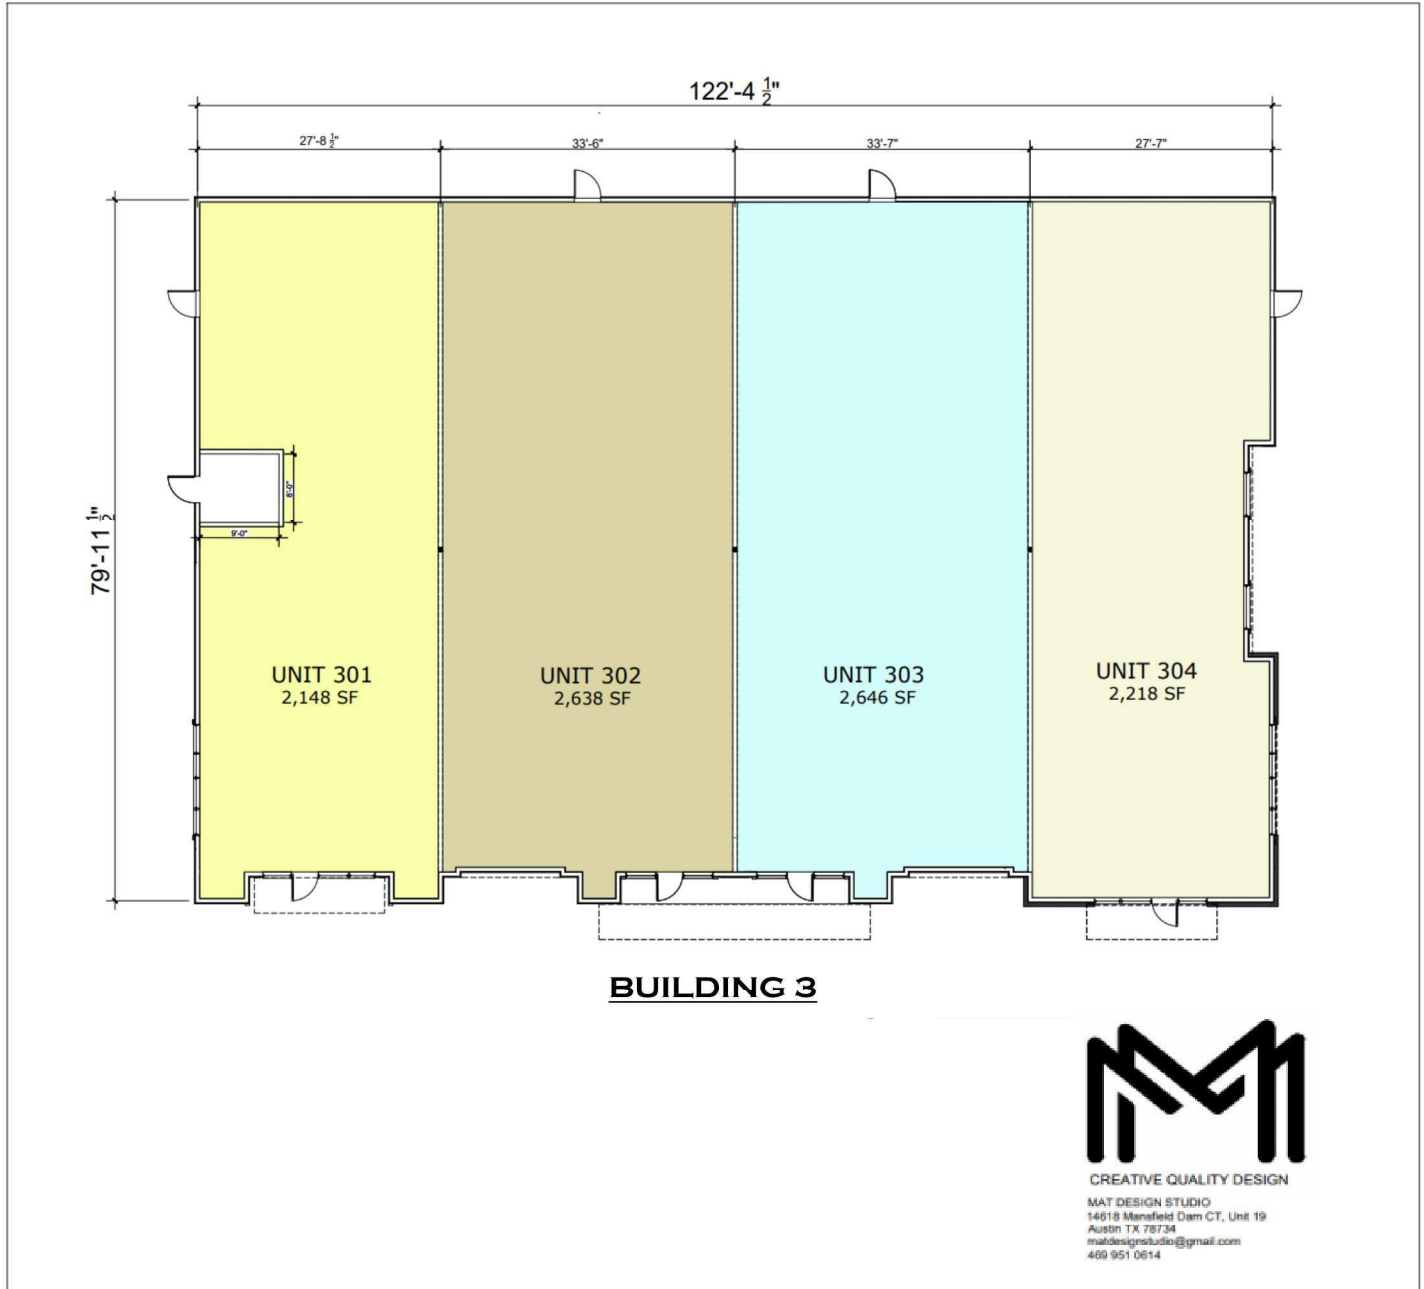 122'-4 1/2"
27'-8 1/2"
33'-6"
33'-7"
27'-7"
79'-11 1/2"
8'-0"
9'-0"
UNIT 301
2,148 SF
UNIT 302
2,638 SF
UNIT 303
2,646 SF
UNIT 304
2,218 SF
BUILDING 3
CREATIVE QUALITY DESIGN
MAT DESIGN STUDIO
14618 Mansfield Dam CT, Unit 19
Austin TX 78734
matdesignstudio@gmail.com
469 951 0614